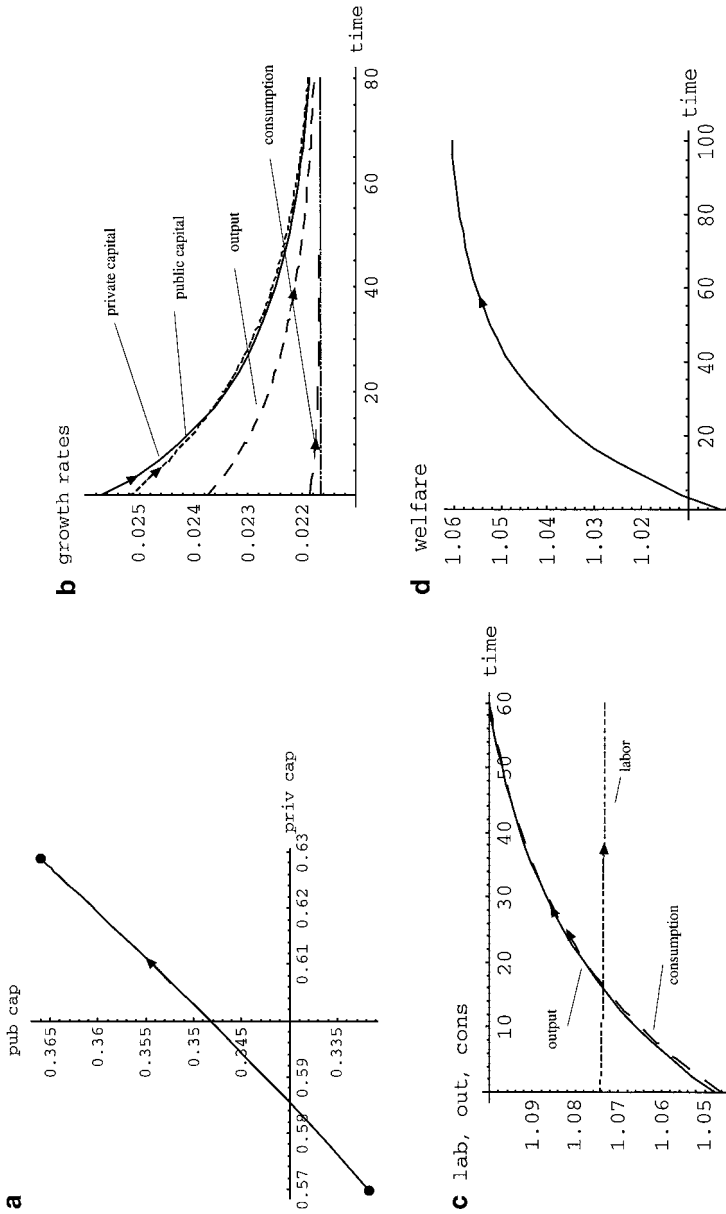 a
pub cap
0.365
0.36
0.355
0.345
0.335
0.57
0.58
0.59
0.61
0.62
0.63
priv cap
b
growth rates
0.025
0.024
0.023
0.022
private capital
public capital
output
consumption
20
40
60
80
time
c
lab, out, cons
1.09
1.08
1.07
1.06
1.05
10
20
30
40
50
60
time
output
consumption
labor
d
welfare
1.06
1.05
1.04
1.03
1.02
20
40
60
80
100
time